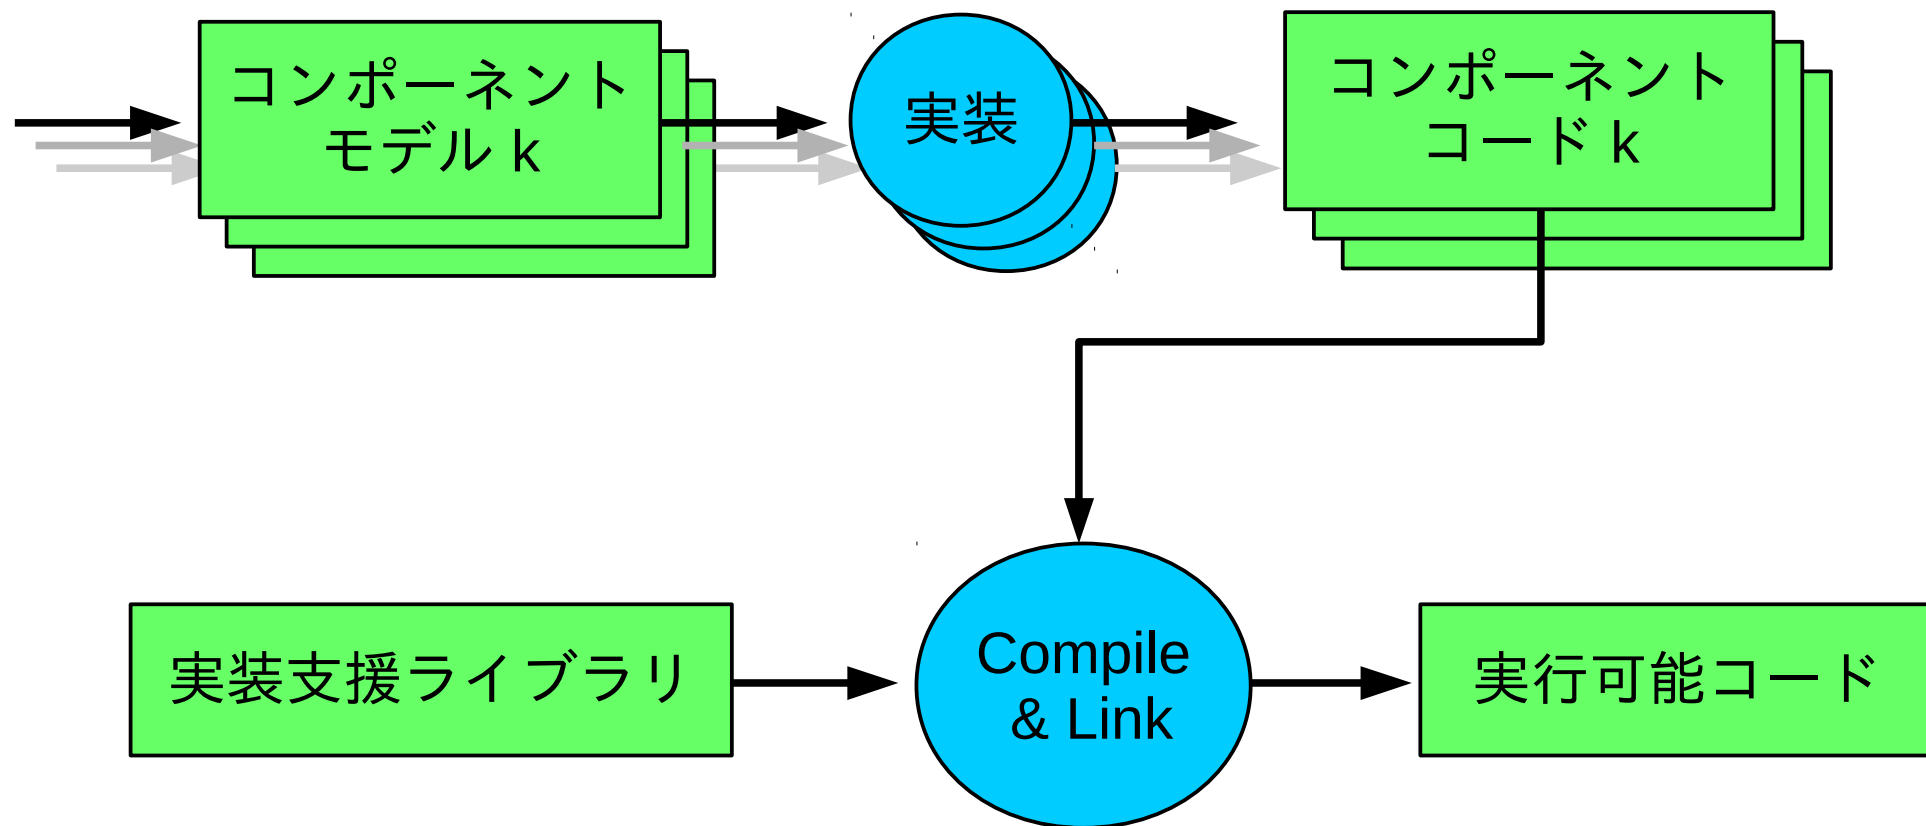 コンポーネント
モデル k
実装
コンポーネント
コード k
実装支援ライブラリ
Compile
& Link
実行可能コード